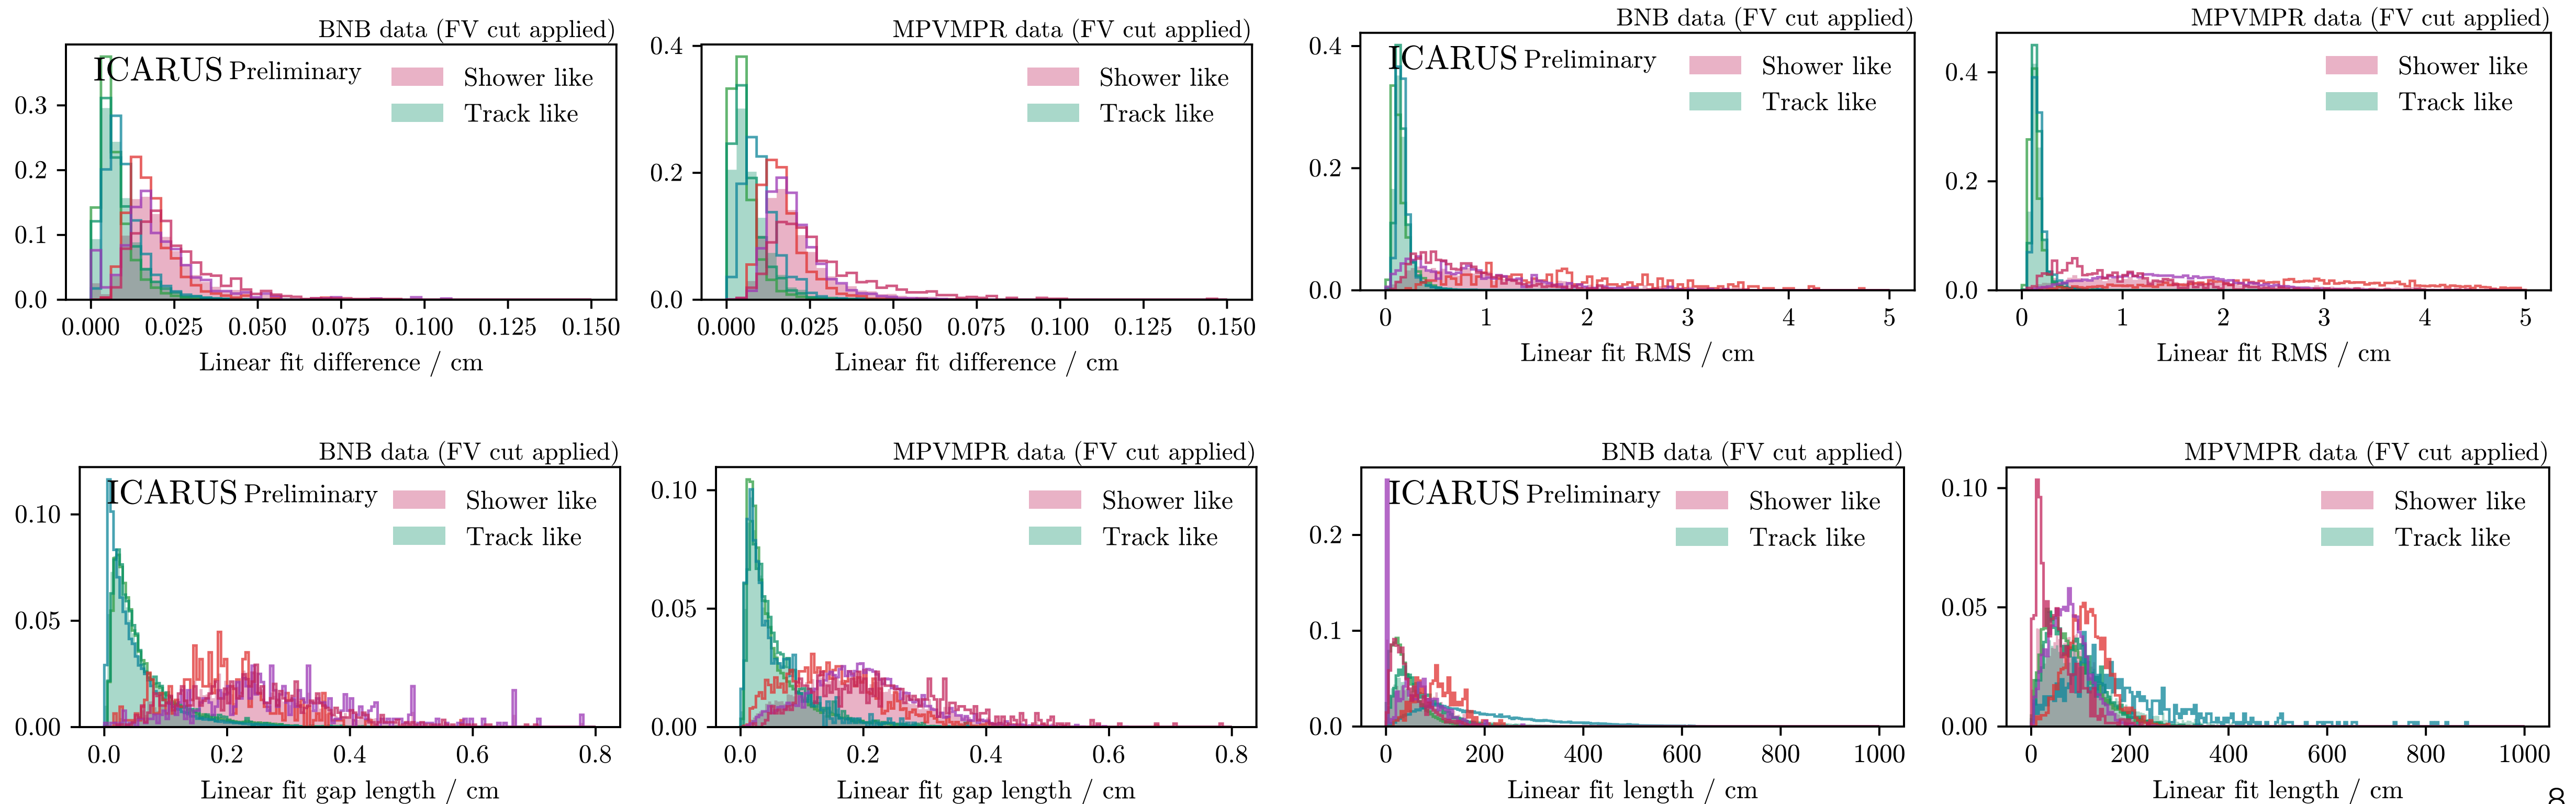 BNB data (FV cut applied)
ICARUS Preliminary
Shower like
Track like
0.3
0.2
0.1
0.0
0.000 0.025 0.050 0.075 0.100 0.125 0.150
Linear fit difference / cm
MPVMPR data (FV cut applied)
Shower like
Track like
0.4
0.2
0.0
0.000 0.025 0.050 0.075 0.100 0.125 0.150
Linear fit difference / cm
BNB data (FV cut applied)
ICARUS Preliminary
Shower like
Track like
0.4
0.2
0.0
0 1 2 3 4 5
Linear fit RMS / cm
MPVMPR data (FV cut applied)
Shower like
Track like
0.4
0.2
0.0
0 1 2 3 4 5
Linear fit RMS / cm
BNB data (FV cut applied)
ICARUS Preliminary
Shower like
Track like
0.10
0.05
0.00
0.0 0.2 0.4 0.6 0.8
Linear fit gap length / cm
MPVMPR data (FV cut applied)
Shower like
Track like
0.10
0.05
0.00
0.0 0.2 0.4 0.6 0.8
Linear fit gap length / cm
BNB data (FV cut applied)
ICARUS Preliminary
Shower like
Track like
0.2
0.1
0.0
0 200 400 600 800 1000
Linear fit length / cm
MPVMPR data (FV cut applied)
Shower like
Track like
0.10
0.05
0.00
0 200 400 600 800 1000
Linear fit length / cm